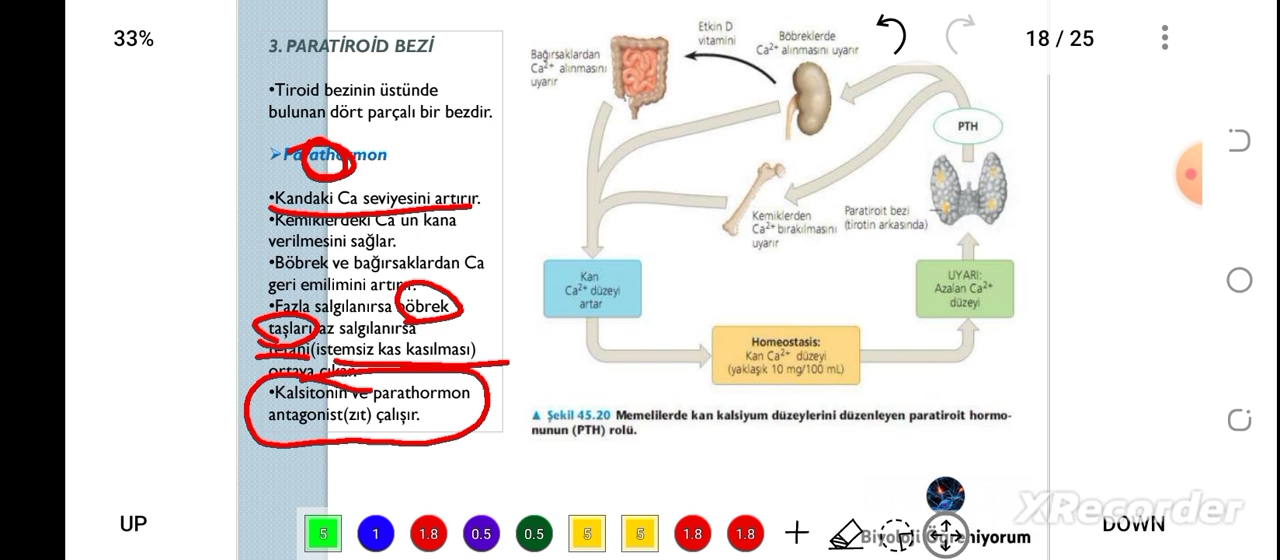 33%
18 / 25
3. PARATİROİD BEZİ
•Tiroid bezinin üstünde
bulunan dört parçalı bir bezdir.
➢Parathormon
•Kandaki Ca seviyesini artırır.
•Kemiklerdeki Ca un kana
verilmesini sağlar.
•Böbrek ve bağırsaklardan Ca
geri emilimini artırır.
•Fazla salgılanırsa böbrek
taşları az salgılanırsa
tetani(istemsiz kas kasılması)
ortaya çıkar.
•Kalsitonin ve parathormon
antagonist(zıt) çalışır.
Bağırsaklardan
Ca²⁺ alınmasını
uyarır
Etkin D
vitamini
Böbreklerde
Ca²⁺ alınmasını uyarır
PTH
Kemiklerden
Ca²⁺ bırakılmasını
uyarır
Paratiroit bezi
(tirotin arkasında)
Kan
Ca²⁺ düzeyi
artar
UYARI:
Azalan Ca²⁺
düzeyi
Homeostasis:
Kan Ca²⁺ düzeyi
(yaklaşık 10 mg/100 mL)
▲ Şekil 45.20 Memelilerde kan kalsiyum düzeylerini düzenleyen paratiroit hormo-
nunun (PTH) rolü.
XRecorder
UP
5
1
1.8
0.5
0.5
5
5
1.8
1.8
DOWN